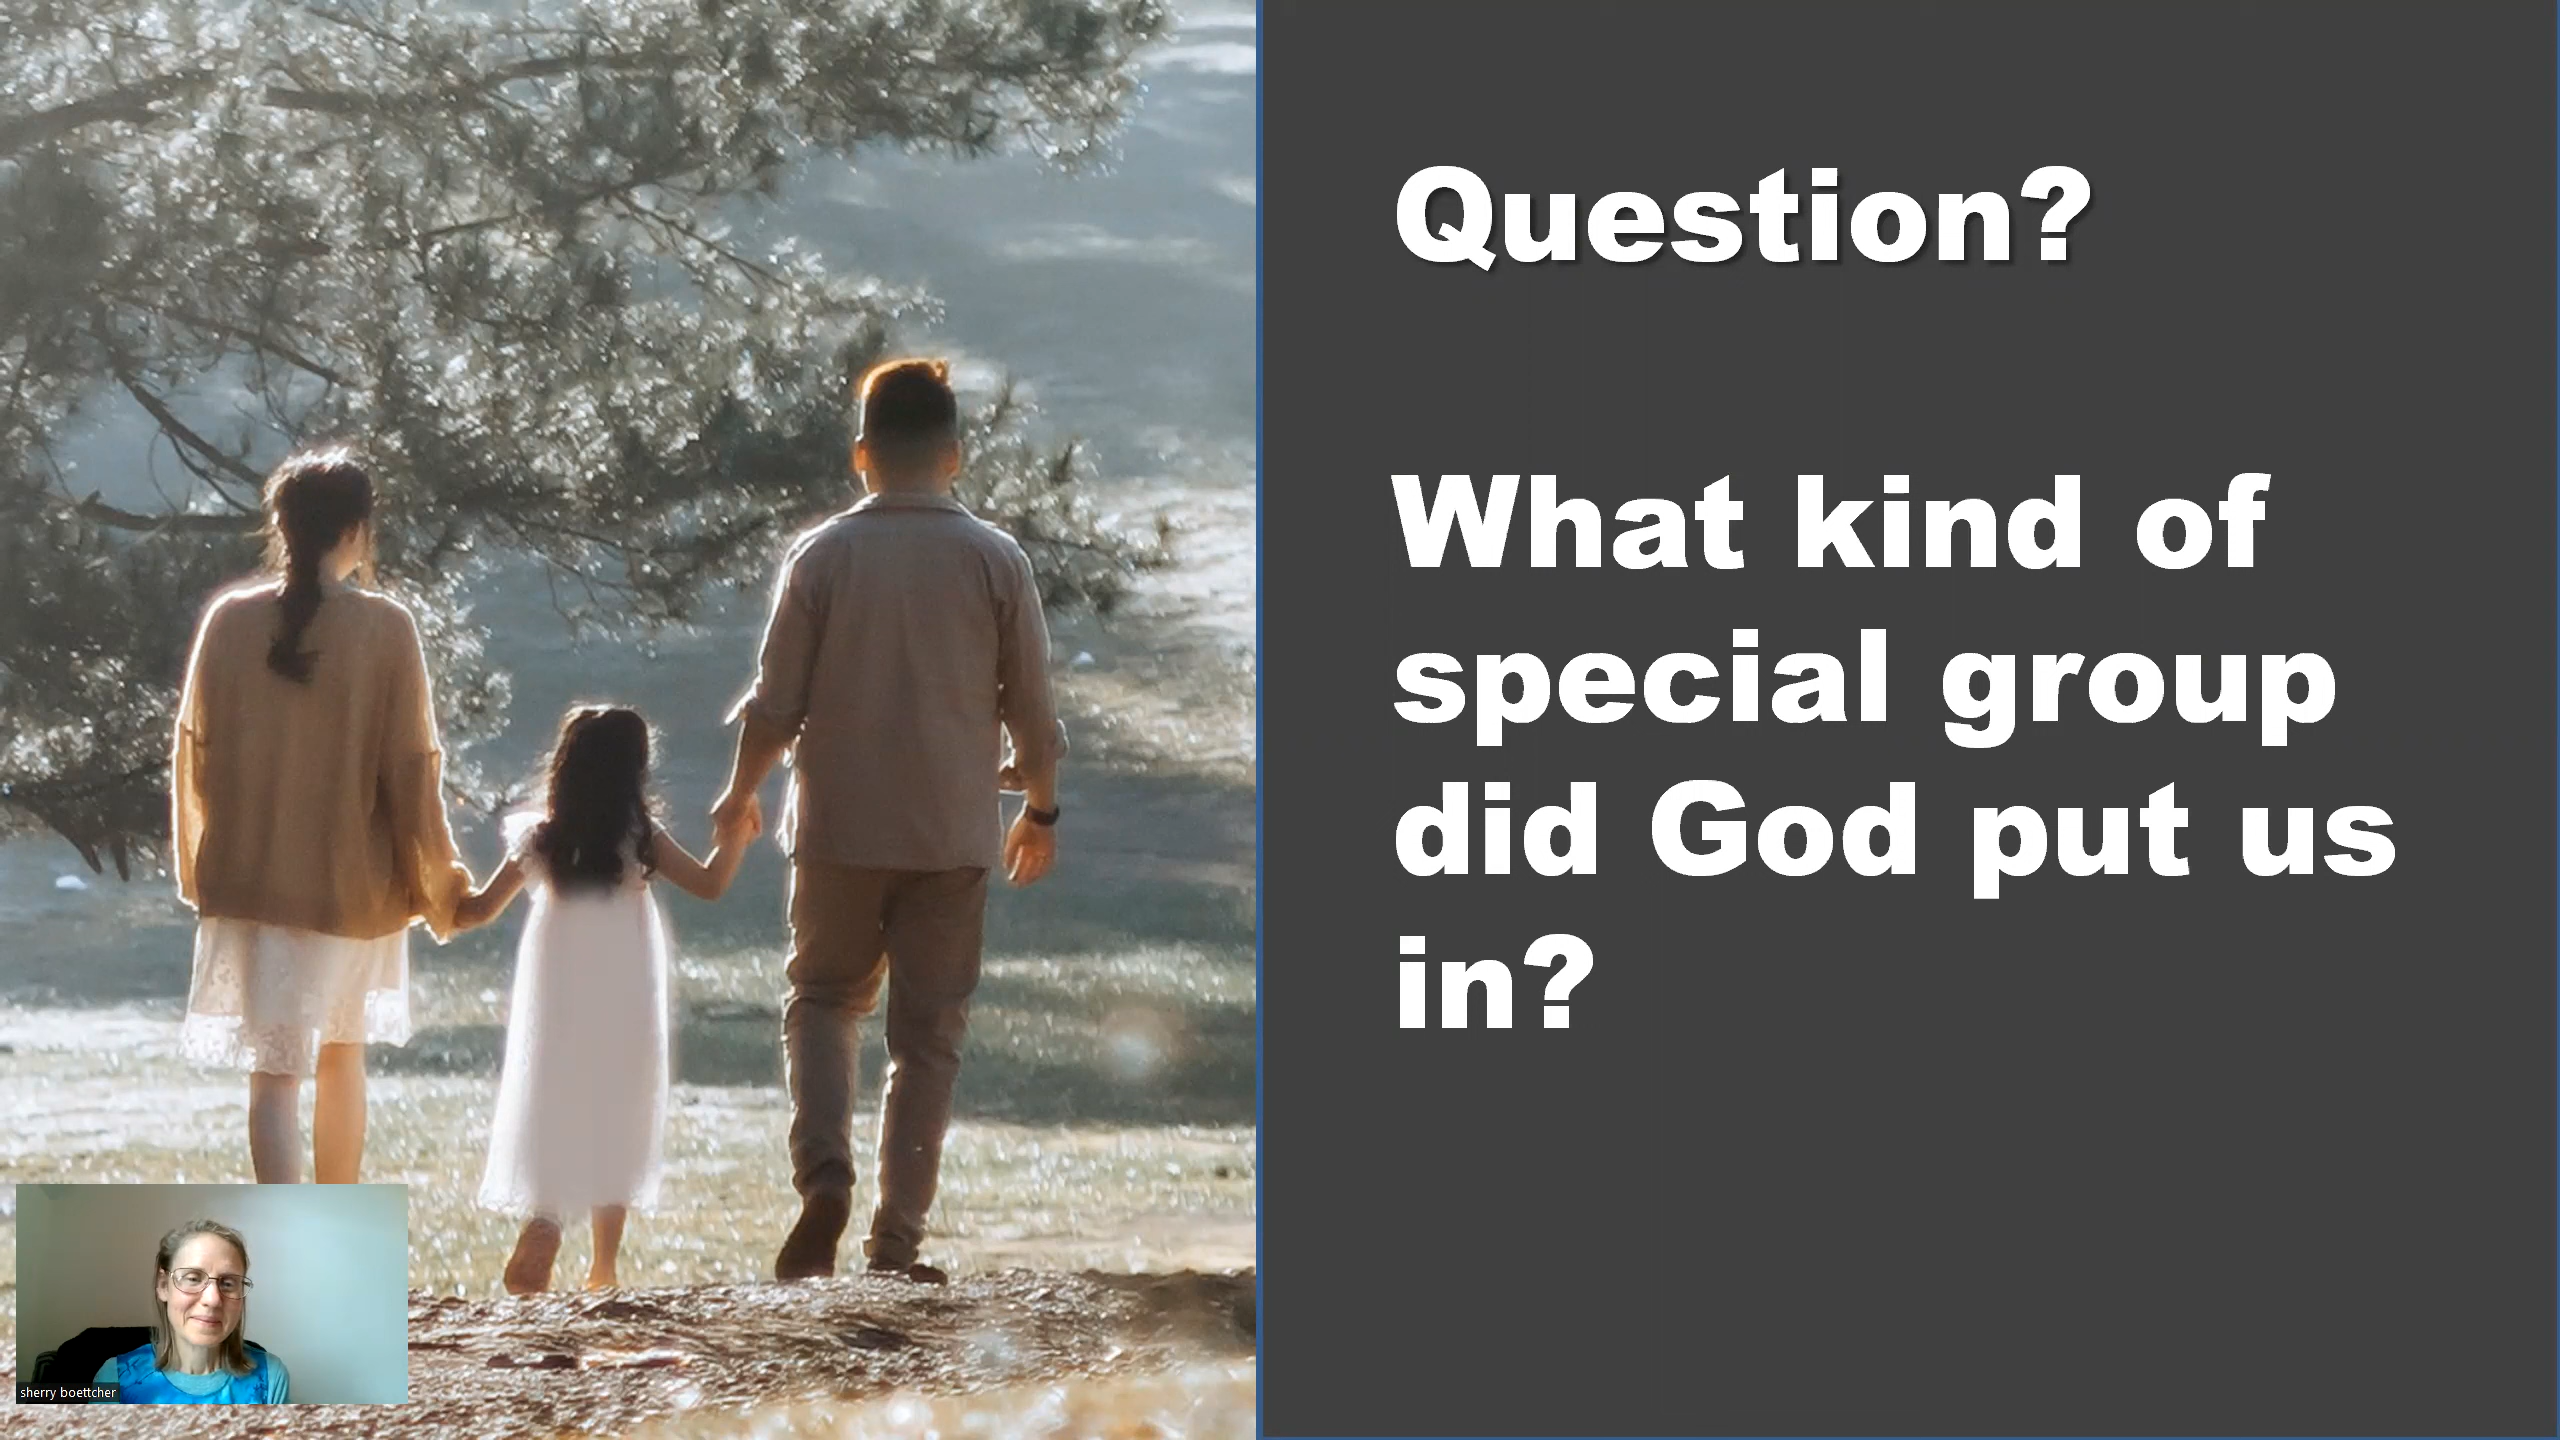 Question?
What kind of
special group
did God put us
in?
sherry boettcher